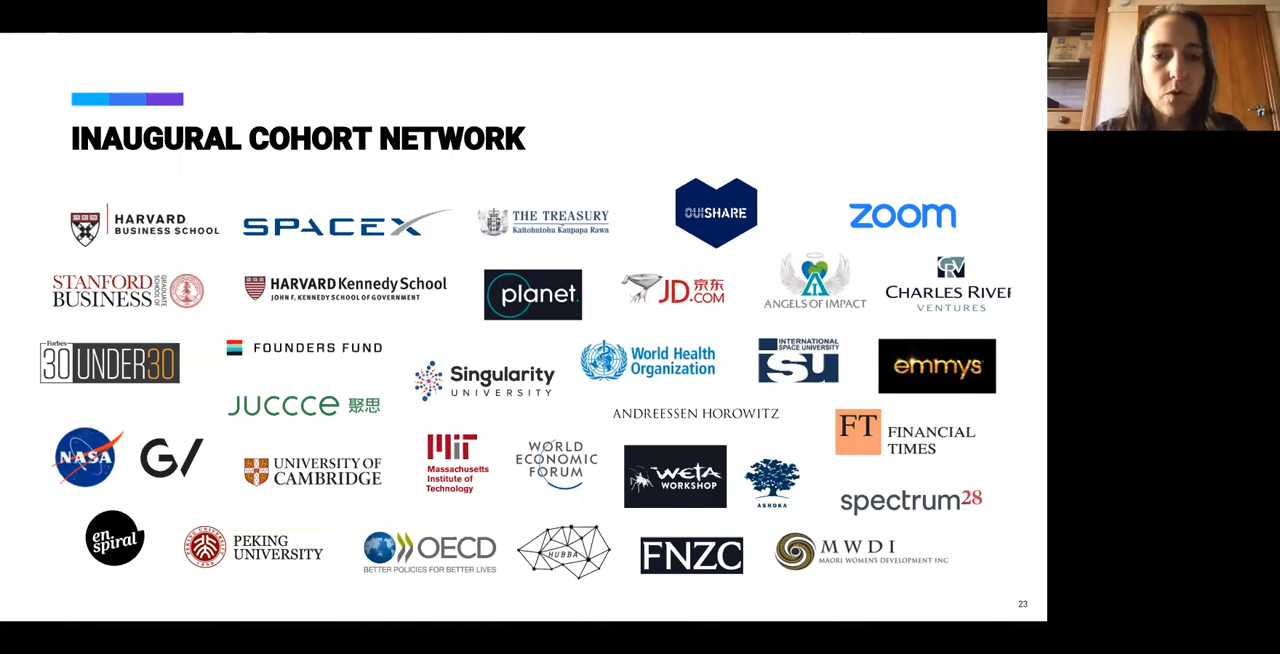 INAUGURAL COHORT NETWORK
HARVARD
BUSINESS SCHOOL
SPACEX
THE TREASURY
Kaitohutohu Kaupapa Rawa
OUISHARE
zoom
STANFORD
BUSINESS
GRADUATE
SCHOOL OF
HARVARD Kennedy School
JOHN F. KENNEDY SCHOOL OF GOVERNMENT
planet.
JD.COM 京东
ANGELS OF IMPACT
CRV
CHARLES RIVER
VENTURES
Forbes
30 UNDER 30
FOUNDERS FUND
Singularity
UNIVERSITY
World Health
Organization
INTERNATIONAL
SPACE UNIVERSITY
isu
emmys
JUCCCE 聚思
ANDREESSEN HOROWITZ
FT
FINANCIAL
TIMES
NASA
G/
UNIVERSITY OF
CAMBRIDGE
MIT
Massachusetts
Institute of
Technology
WORLD
ECONOMIC
FORUM
WETA
WORKSHOP
ASHOKA
spectrum28
en
spiral
PEKING
UNIVERSITY
OECD
BETTER POLICIES FOR BETTER LIVES
HUBBA
FNZC
MWDI
MĀORI WOMEN'S DEVELOPMENT INC
23